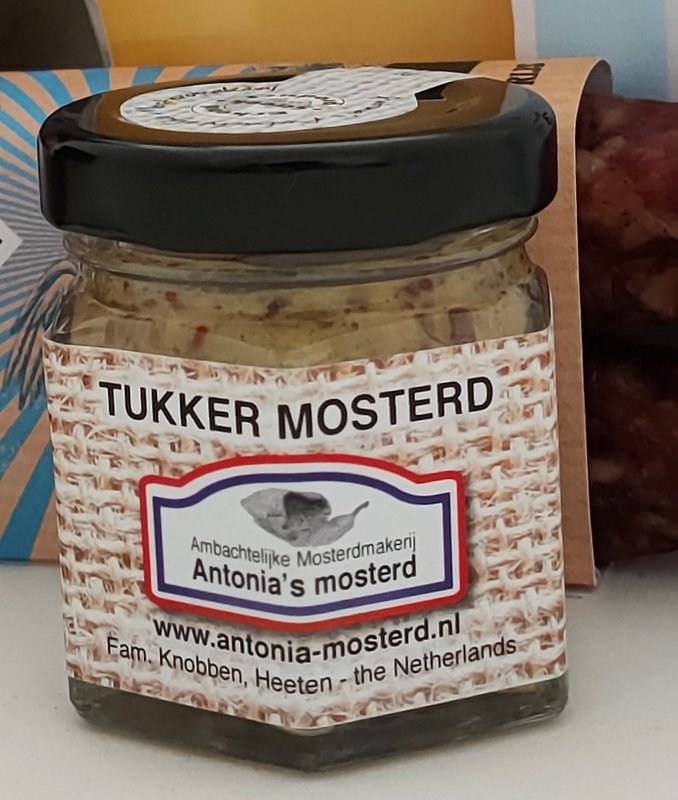 TUKKER MOSTERD
Ambachtelijke Mosterdmakerij
Antonia's mosterd
www.antonia-mosterd.nl
Fam. Knobben, Heeten - the Netherlands